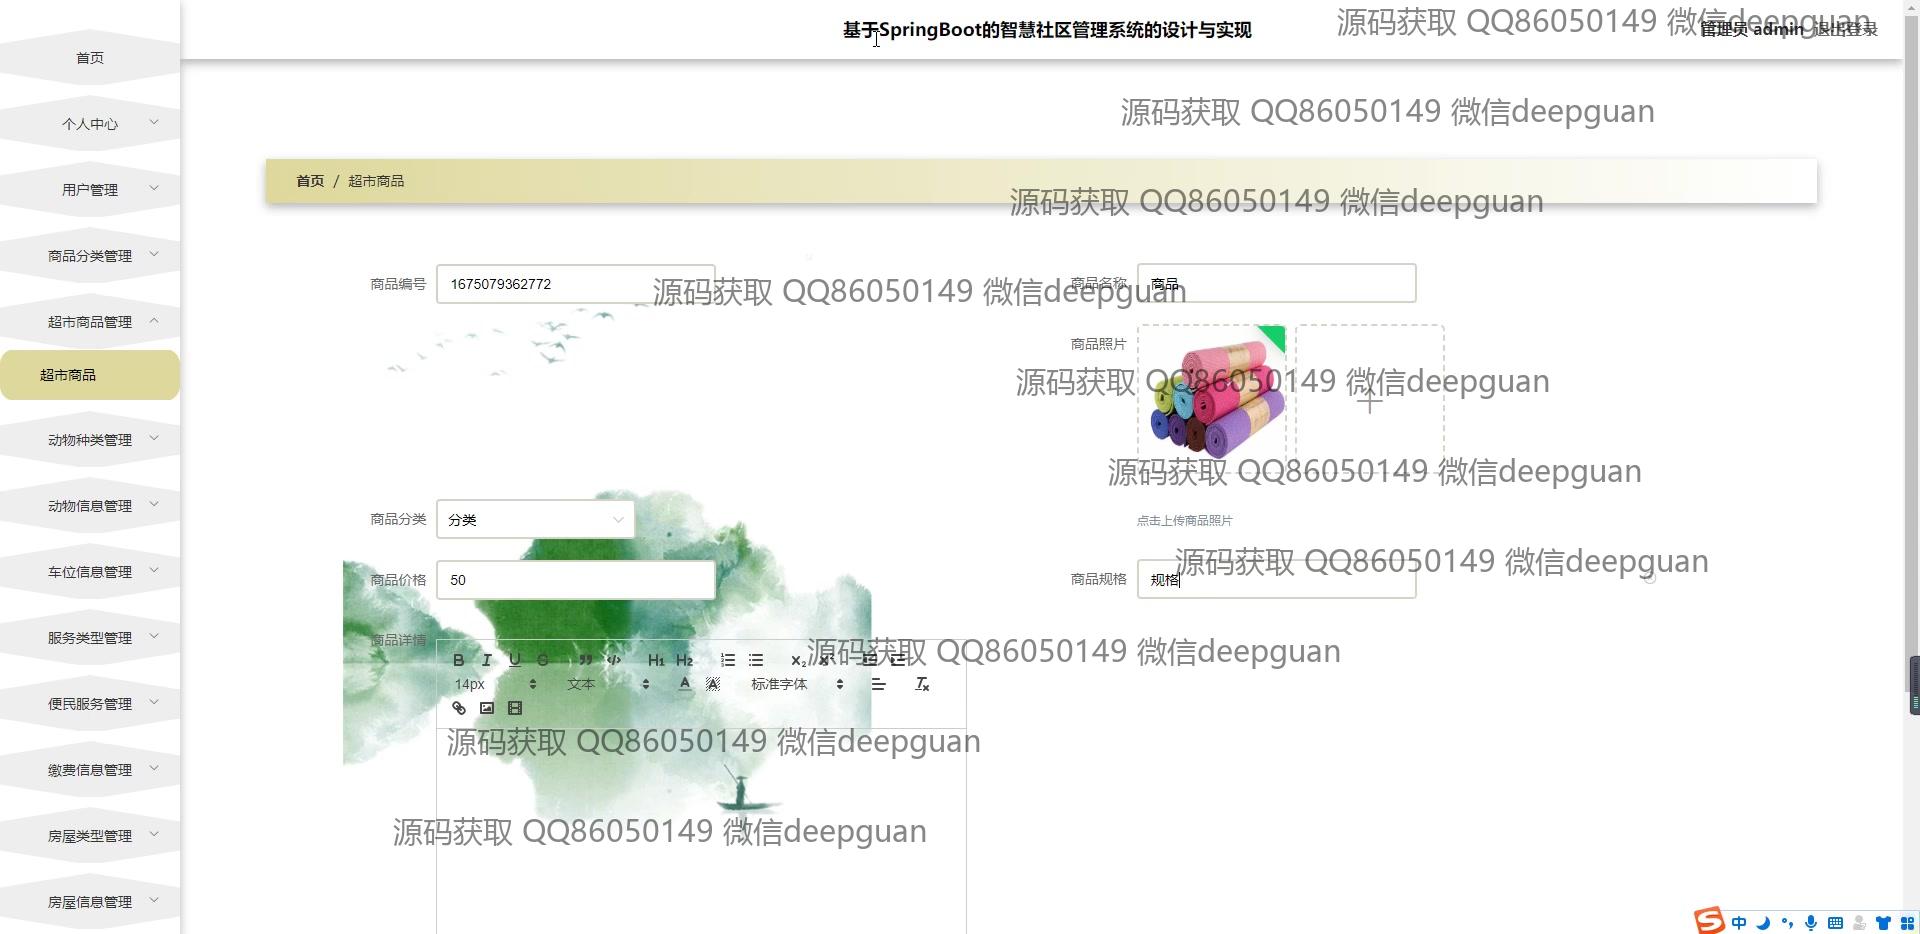 基于SpringBoot的智慧社区管理系统的设计与实现
管理员 admin 退出登录
源码获取 QQ86050149 微信deepguan
首页
个人中心
用户管理
商品分类管理
超市商品管理
超市商品
动物种类管理
动物信息管理
车位信息管理
服务类型管理
便民服务管理
缴费信息管理
房屋类型管理
房屋信息管理
源码获取 QQ86050149 微信deepguan
首页 / 超市商品
源码获取 QQ86050149 微信deepguan
商品编号 1675079362772
商品名称 商品
源码获取 QQ86050149 微信deepguan
商品照片
源码获取 QQ86050149 微信deepguan
源码获取 QQ86050149 微信deepguan
商品分类 分类
点击上传商品照片
源码获取 QQ86050149 微信deepguan
商品价格 50
商品规格 规格
商品详情
源码获取 QQ86050149 微信deepguan
B I U S ” </> H1 H2 x₂ x²
14px 文本 A A 标准字体 Tx
源码获取 QQ86050149 微信deepguan
源码获取 QQ86050149 微信deepguan
中